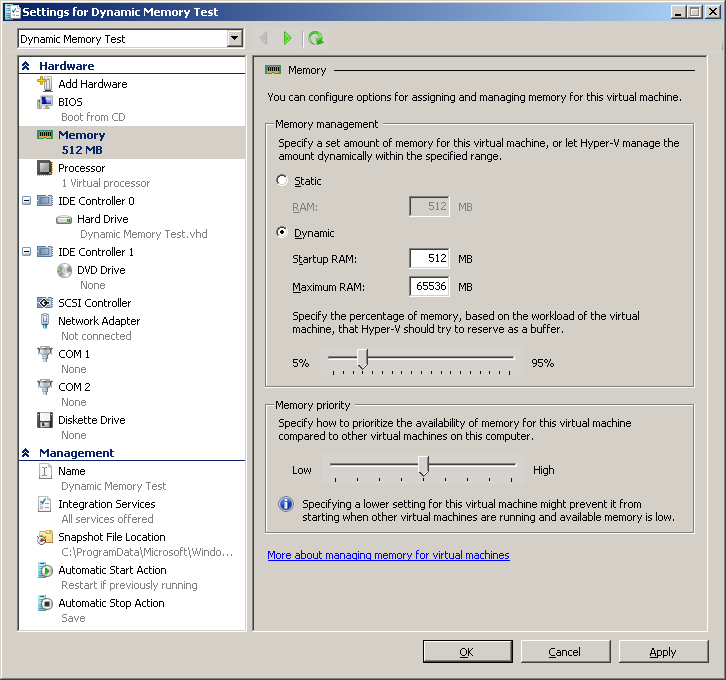 Settings for Dynamic Memory Test
Dynamic Memory Test
Hardware
Add Hardware
BIOS
Boot from CD
Memory
512 MB
Processor
1 Virtual processor
IDE Controller 0
Hard Drive
Dynamic Memory Test.vhd
IDE Controller 1
DVD Drive
None
SCSI Controller
Network Adapter
Not connected
COM 1
None
COM 2
None
Diskette Drive
None
Management
Name
Dynamic Memory Test
Integration Services
All services offered
Snapshot File Location
C:\ProgramData\Microsoft\Windo...
Automatic Start Action
Restart if previously running
Automatic Stop Action
Save
Memory
You can configure options for assigning and managing memory for this virtual machine.
Memory management
Specify a set amount of memory for this virtual machine, or let Hyper-V manage the
amount dynamically within the specified range.
Static
RAM: 512 MB
Dynamic
Startup RAM: 512 MB
Maximum RAM: 65536 MB
Specify the percentage of memory, based on the workload of the virtual
machine, that Hyper-V should try to reserve as a buffer.
5% 95%
Memory priority
Specify how to prioritize the availability of memory for this virtual machine
compared to other virtual machines on this computer.
Low High
Specifying a lower setting for this virtual machine might prevent it from
starting when other virtual machines are running and available memory is low.
More about managing memory for virtual machines
OK Cancel Apply